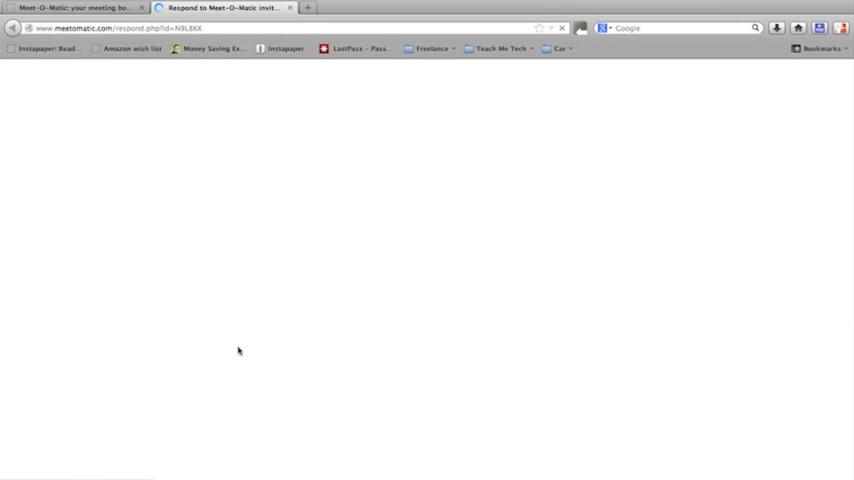 Meet-O-Matic: your meeting bo...
Respond to Meet-O-Matic invit...
www.meetomatic.com/respond.php?id=N9L8KK
Google
Instapaper: Read...
Amazon wish list
Money Saving Ex...
Instapaper
LastPass - Pass...
Freelance
Teach Me Tech
Car
Bookmarks